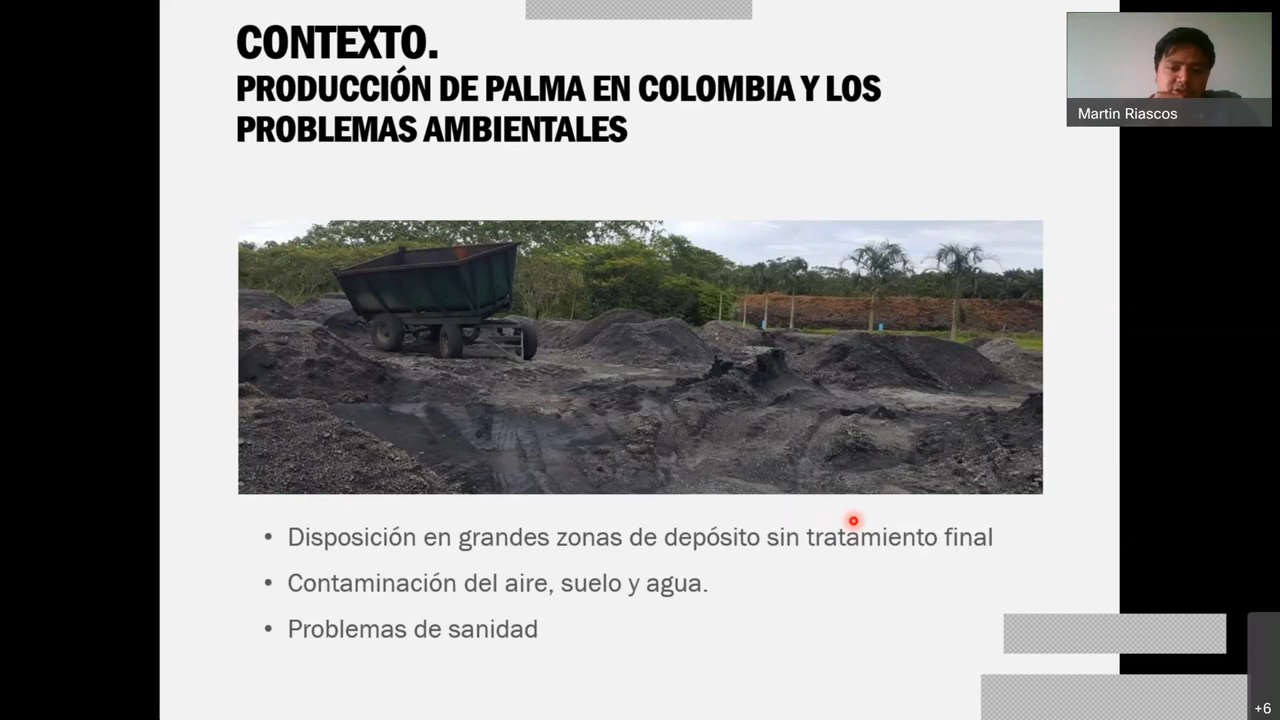 CONTEXTO.
PRODUCCIÓN DE PALMA EN COLOMBIA Y LOS
PROBLEMAS AMBIENTALES
Martin Riascos
• Disposición en grandes zonas de depósito sin tratamiento final
• Contaminación del aire, suelo y agua.
• Problemas de sanidad
+6